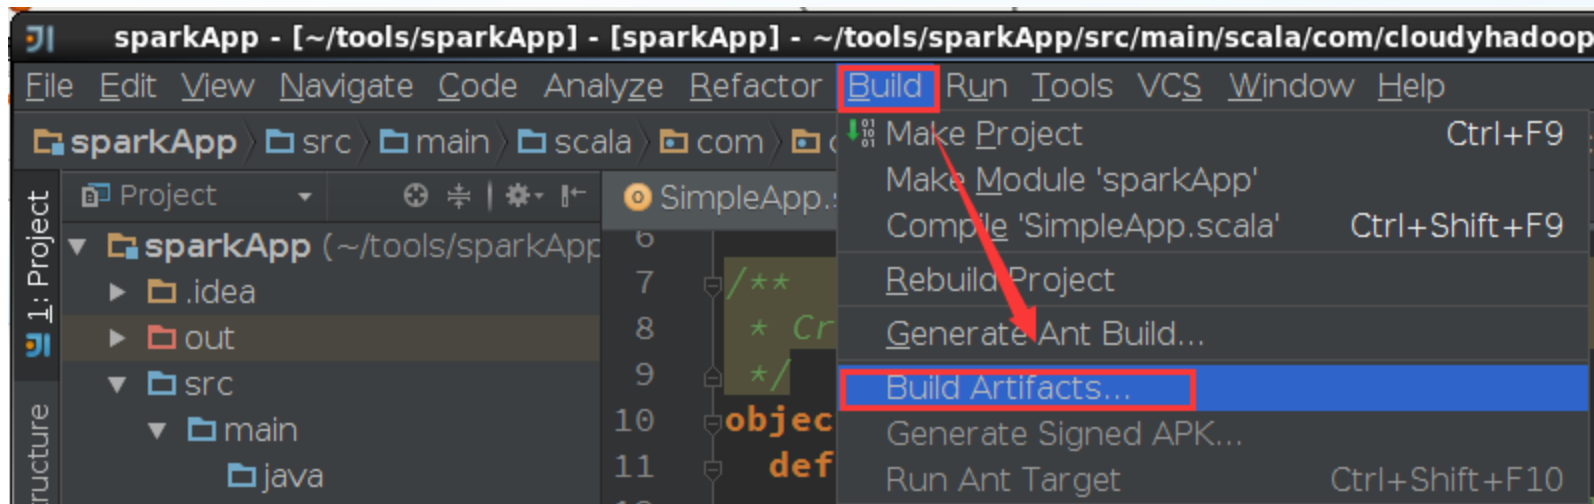 sparkApp - [~/tools/sparkApp] - [sparkApp] - ~/tools/sparkApp/src/main/scala/com/cloudyhadoop
File Edit View Navigate Code Analyze Refactor Build Run Tools VCS Window Help
sparkApp src main scala com
Make Project Ctrl+F9
Project
SimpleApp.s
Make Module 'sparkApp'
Compile 'SimpleApp.scala' Ctrl+Shift+F9
1: Project
sparkApp (~/tools/sparkApp
6
7 /**
Rebuild Project
.idea
8 * Cr
Generate Ant Build...
out
9 */
Build Artifacts...
src
10 objec
Generate Signed APK...
main
11 def
Run Ant Target Ctrl+Shift+F10
java
ructure